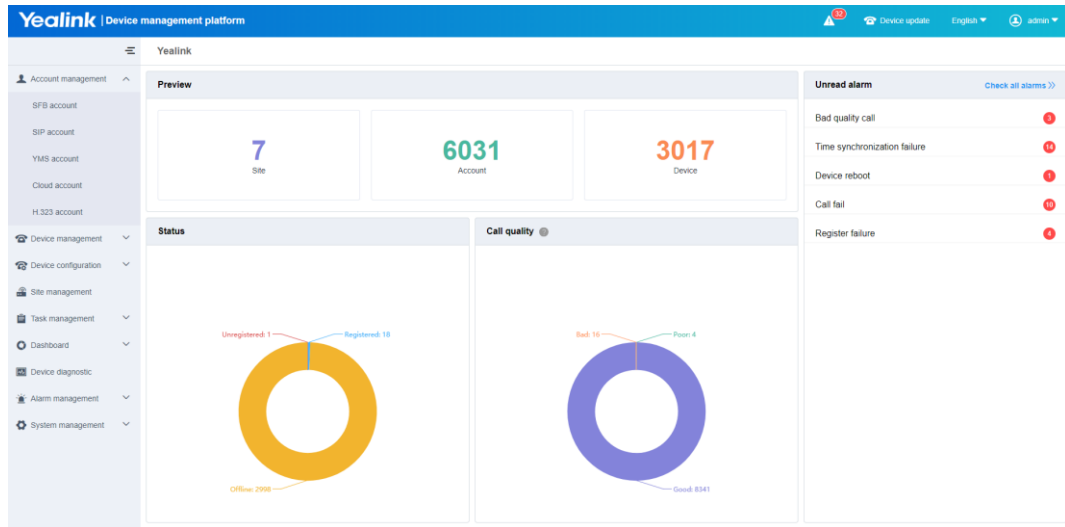 Yealink | Device management platform
32
Device update
English
admin
Yealink
Account management
SFB account
SIP account
YMS account
Cloud account
H.323 account
Device management
Device configuration
Site management
Task management
Dashboard
Device diagnostic
Alarm management
System management
Preview
7
Site
6031
Account
3017
Device
Status
Unregistered: 1
Registered: 18
Offline: 2998
Call quality
Bad: 16
Poor: 4
Good: 8341
Unread alarm
Check all alarms
Bad quality call
3
Time synchronization failure
14
Device reboot
1
Call fail
10
Register failure
4